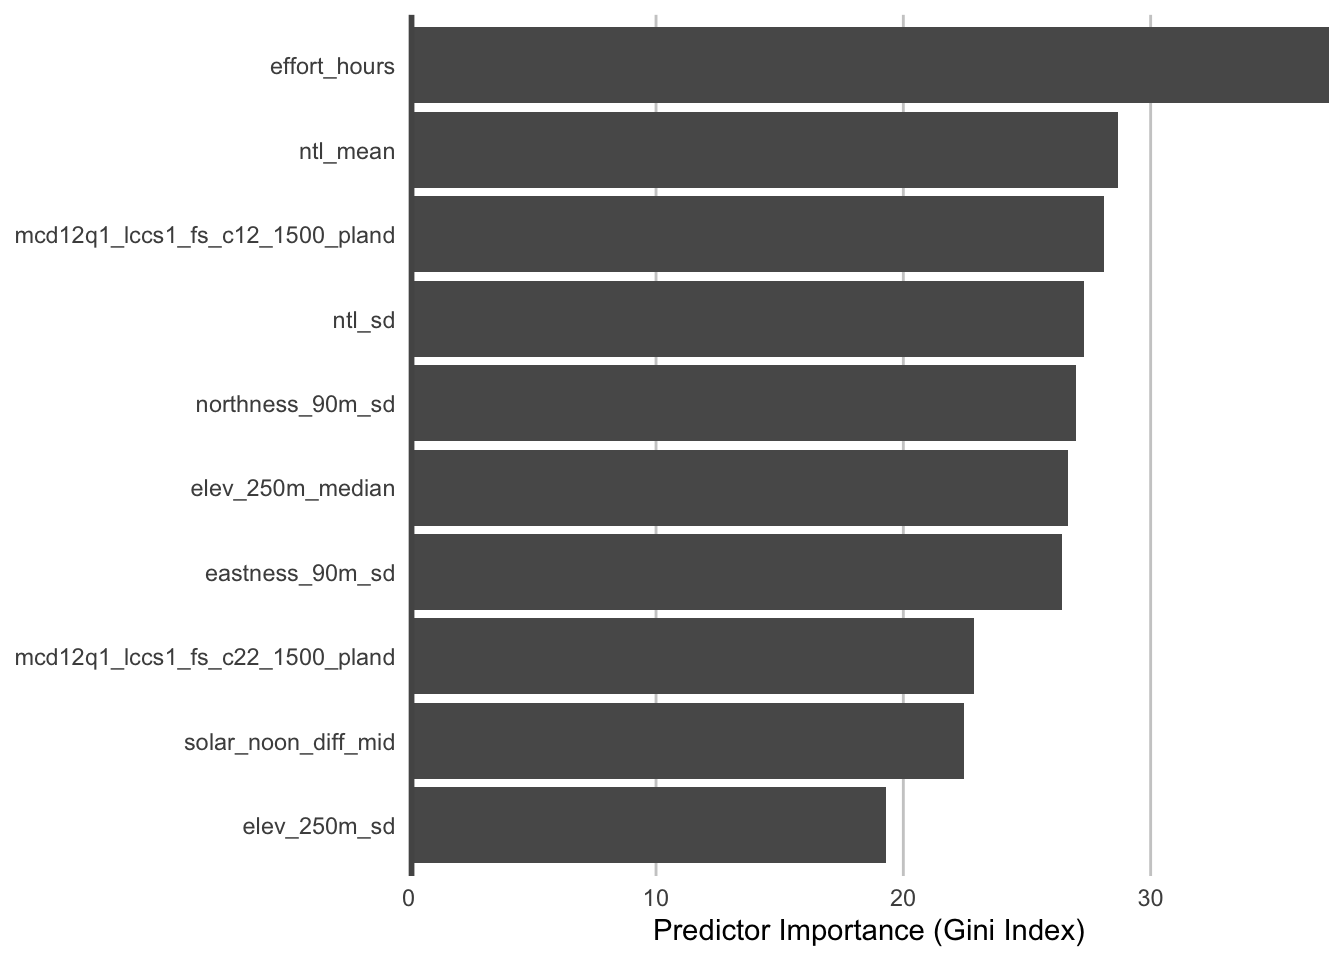 effort_hours
ntl_mean
mcd12q1_lccs1_fs_c12_1500_pland
ntl_sd
northness_90m_sd
elev_250m_median
eastness_90m_sd
mcd12q1_lccs1_fs_c22_1500_pland
solar_noon_diff_mid
elev_250m_sd
0 10 20 30
Predictor Importance (Gini Index)